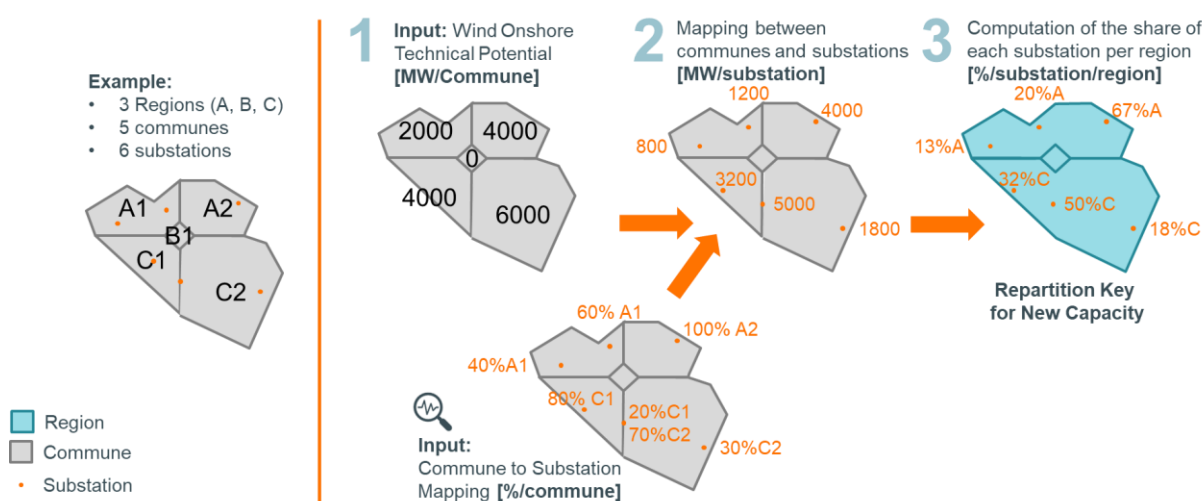 Example:
• 3 Regions (A, B, C)
• 5 communes
• 6 substations
A1
A2
B1
C1
C2
Region
Commune
Substation
1
Input: Wind Onshore
Technical Potential
[MW/Commune]
2000
4000
0
4000
6000
2
Mapping between
communes and substations
[MW/substation]
1200
4000
800
3200
5000
1800
60% A1
100% A2
40%A1
80% C1
20%C1
70%C2
30%C2
Input:
Commune to Substation
Mapping [%/commune]
3
Computation of the share of
each substation per region
[%/substation/region]
20%A
67%A
13%A
32%C
50%C
18%C
Repartition Key
for New Capacity